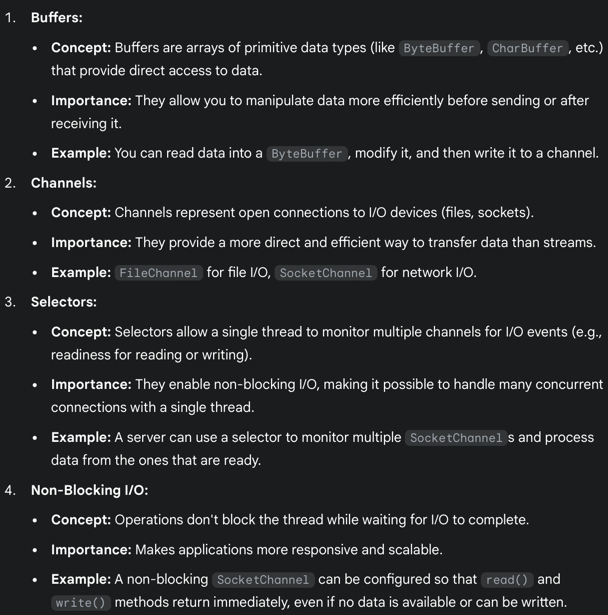 1. Buffers:
• Concept: Buffers are arrays of primitive data types (like ByteBuffer, CharBuffer, etc.)
that provide direct access to data.
• Importance: They allow you to manipulate data more efficiently before sending or after
receiving it.
• Example: You can read data into a ByteBuffer, modify it, and then write it to a channel.
2. Channels:
• Concept: Channels represent open connections to I/O devices (files, sockets).
• Importance: They provide a more direct and efficient way to transfer data than streams.
• Example: FileChannel for file I/O, SocketChannel for network I/O.
3. Selectors:
• Concept: Selectors allow a single thread to monitor multiple channels for I/O events (e.g.,
readiness for reading or writing).
• Importance: They enable non-blocking I/O, making it possible to handle many concurrent
connections with a single thread.
• Example: A server can use a selector to monitor multiple SocketChannels and process
data from the ones that are ready.
4. Non-Blocking I/O:
• Concept: Operations don't block the thread while waiting for I/O to complete.
• Importance: Makes applications more responsive and scalable.
• Example: A non-blocking SocketChannel can be configured so that read() and
write() methods return immediately, even if no data is available or can be written.